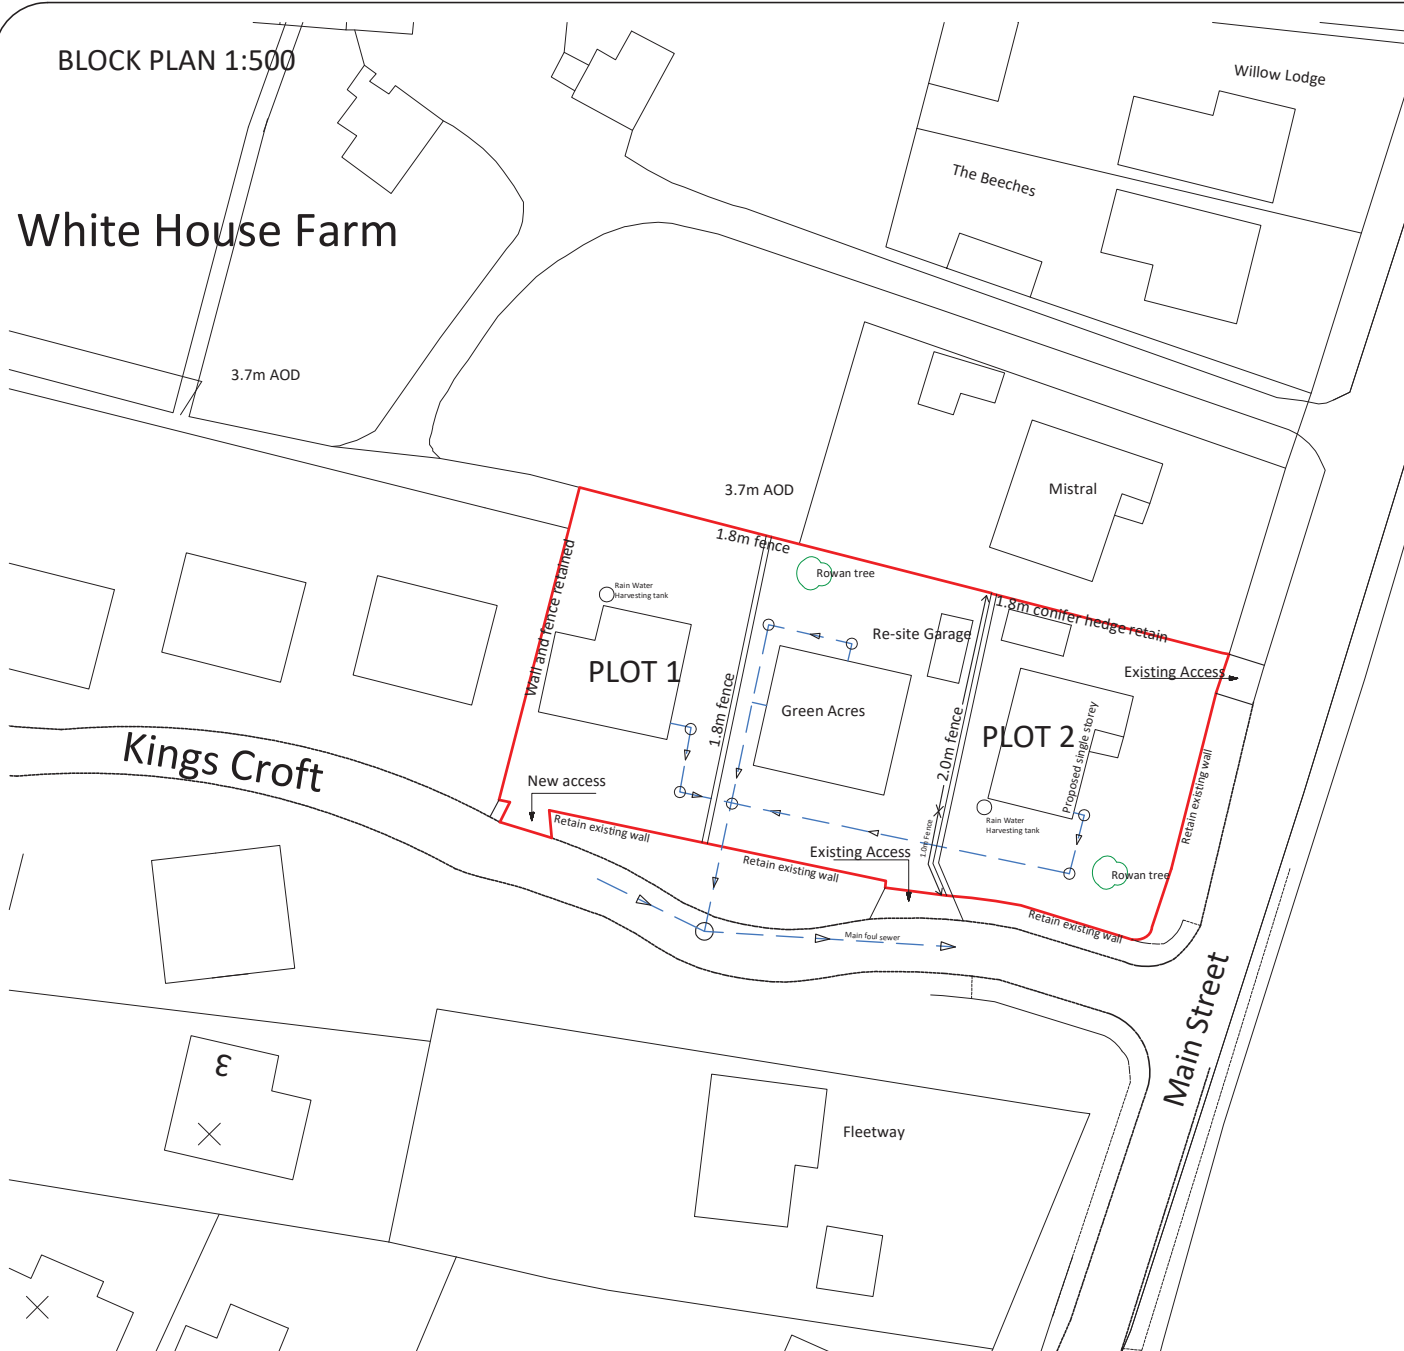 BLOCK PLAN 1:500
Willow Lodge
The Beeches
White House Farm
3.7m AOD
3.7m AOD
Mistral
1.8m fence
Rowan tree
Wall and fence retained
Rain Water
Harvesting tank
1.8m conifer hedge retain
Re-site Garage
PLOT 1
Existing Access
1.8m fence
Green Acres
2.0m fence
PLOT 2
Proposed single storey
Kings Croft
New access
Retain existing wall
Rain Water
Harvesting tank
Retain existing wall
1.0m Fence
Existing Access
Retain existing wall
Rowan tree
Retain existing wall
Main foul sewer
Main Street
3
Fleetway